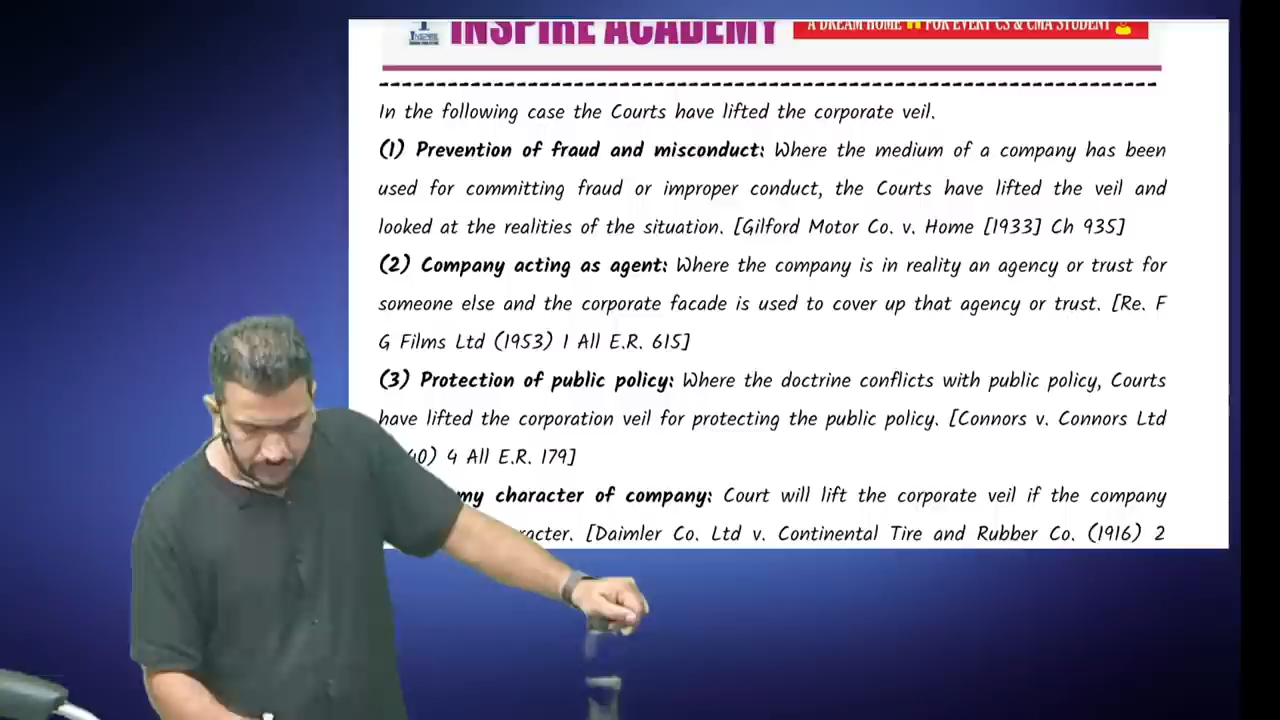 INSPIRE ACADEMY
A DREAM HOME FOR EVERY CS & CMA STUDENT
INSPIRE
In the following case the Courts have lifted the corporate veil.
(1) Prevention of fraud and misconduct: Where the medium of a company has been
used for committing fraud or improper conduct, the Courts have lifted the veil and
looked at the realities of the situation. [Gilford Motor Co. v. Home [1933] Ch 935]
(2) Company acting as agent: Where the company is in reality an agency or trust for
someone else and the corporate facade is used to cover up that agency or trust. [Re. F
G Films Ltd (1953) 1 All E.R. 615]
(3) Protection of public policy: Where the doctrine conflicts with public policy, Courts
have lifted the corporation veil for protecting the public policy. [Connors v. Connors Ltd
40) 4 All E.R. 179]
my character of company: Court will lift the corporate veil if the company
racter. [Daimler Co. Ltd v. Continental Tire and Rubber Co. (1916) 2